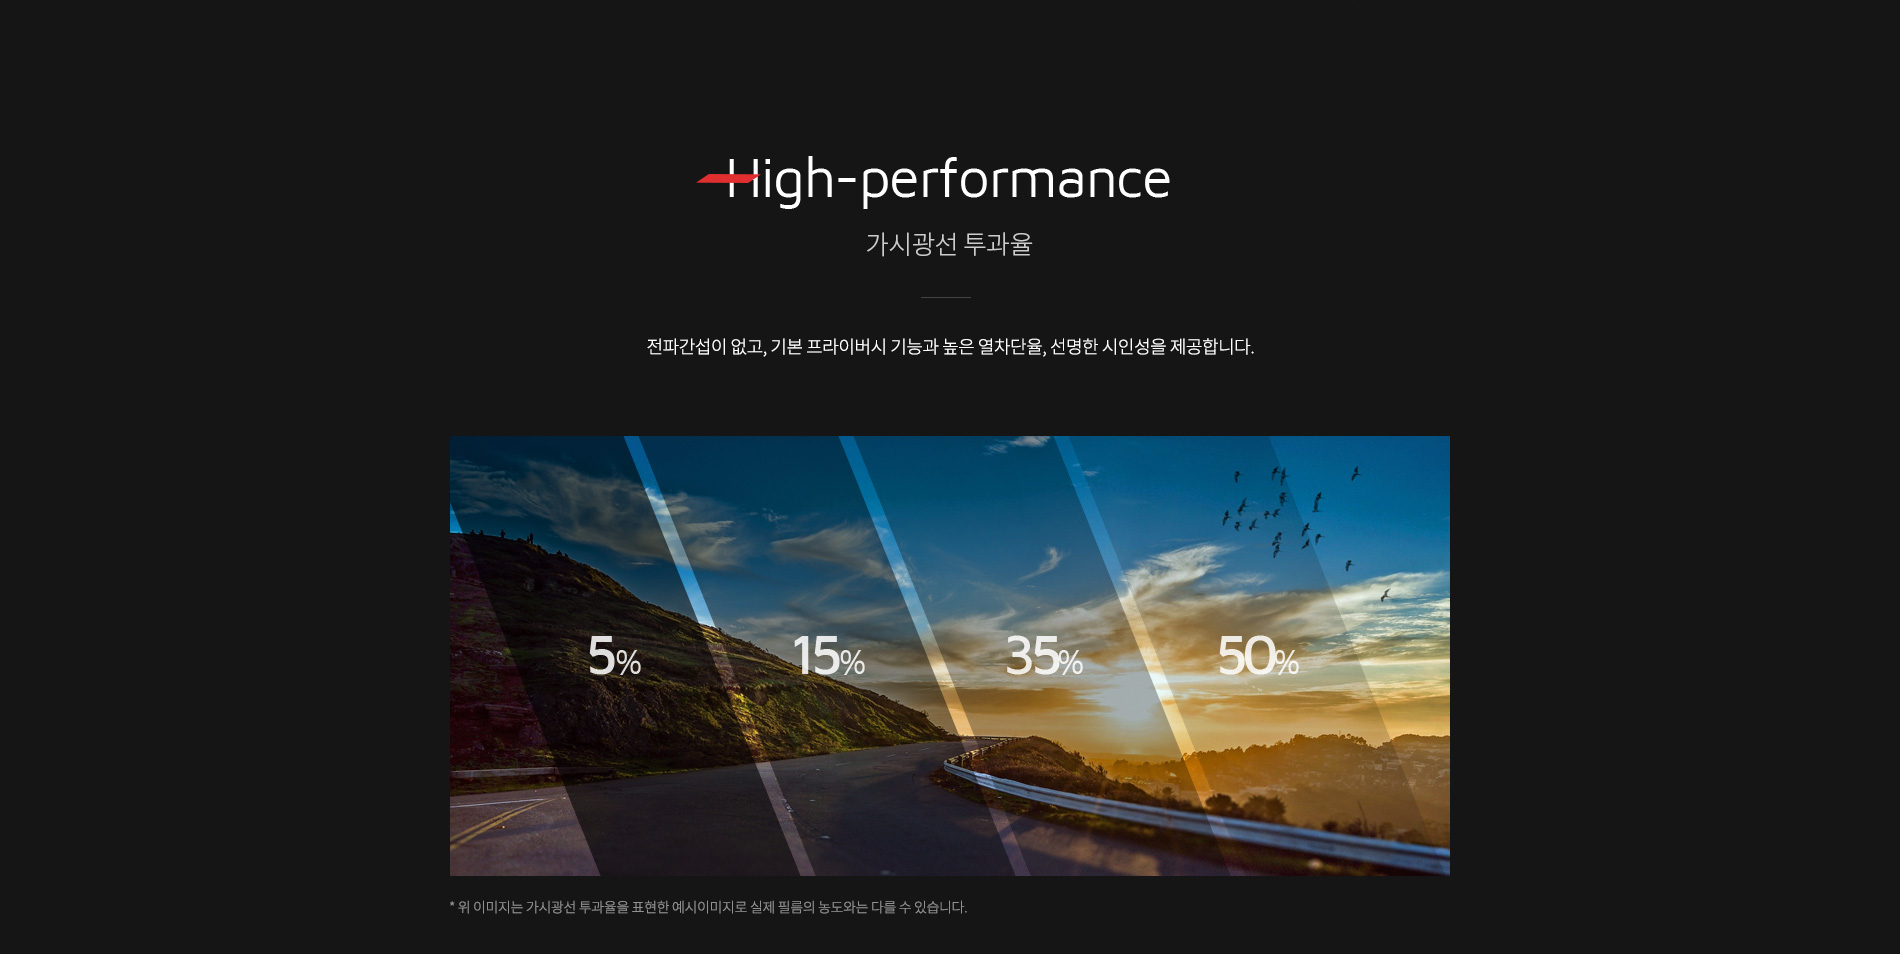 High-performance
가시광선 투과율
전파간섭이 없고, 기본 프라이버시 기능과 높은 열차단율, 선명한 시인성을 제공합니다.
5% 15% 35% 50%
* 위 이미지는 가시광선 투과율을 표현한 예시이미지로 실제 필름의 농도와는 다를 수 있습니다.